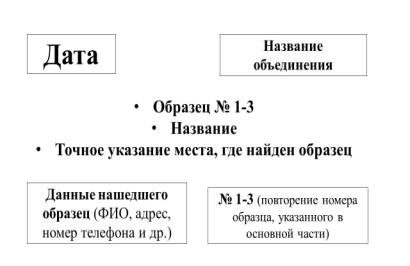 Дата
Название
объединения
• Образец № 1-3
• Название
• Точное указание места, где найден образец
Данные нашедшего
образец (ФИО, адрес,
номер телефона и др.)
№ 1-3 (повторение номера
образца, указанного в
основной части)